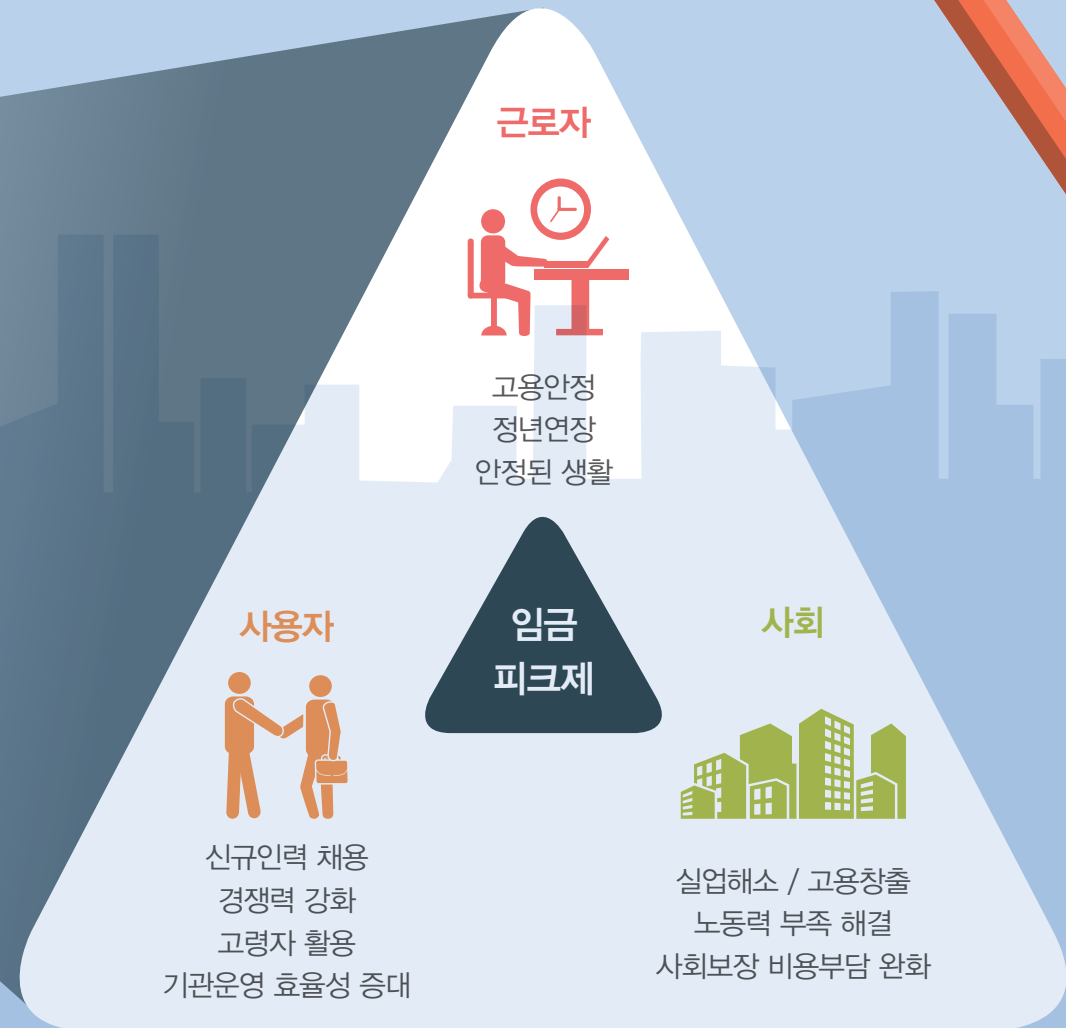 근로자
고용안정
정년연장
안정된 생활
임금
피크제
사용자
신규인력 채용
경쟁력 강화
고령자 활용
기관운영 효율성 증대
사회
실업해소 / 고용창출
노동력 부족 해결
사회보장 비용부담 완화